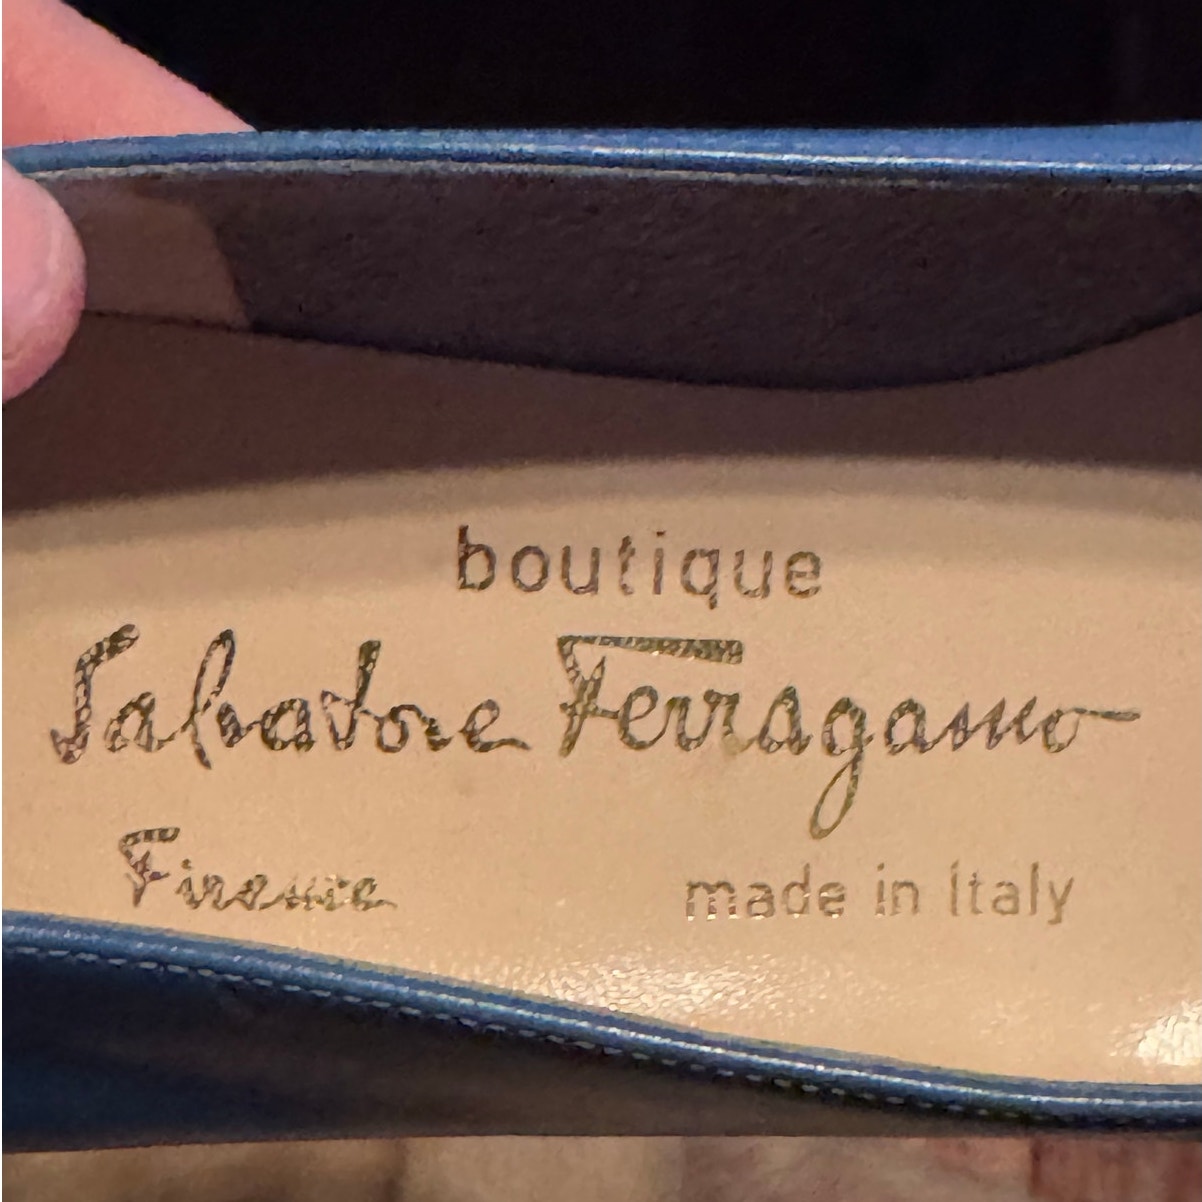 boutique
Salvatore Ferragamo
Firenze made in Italy